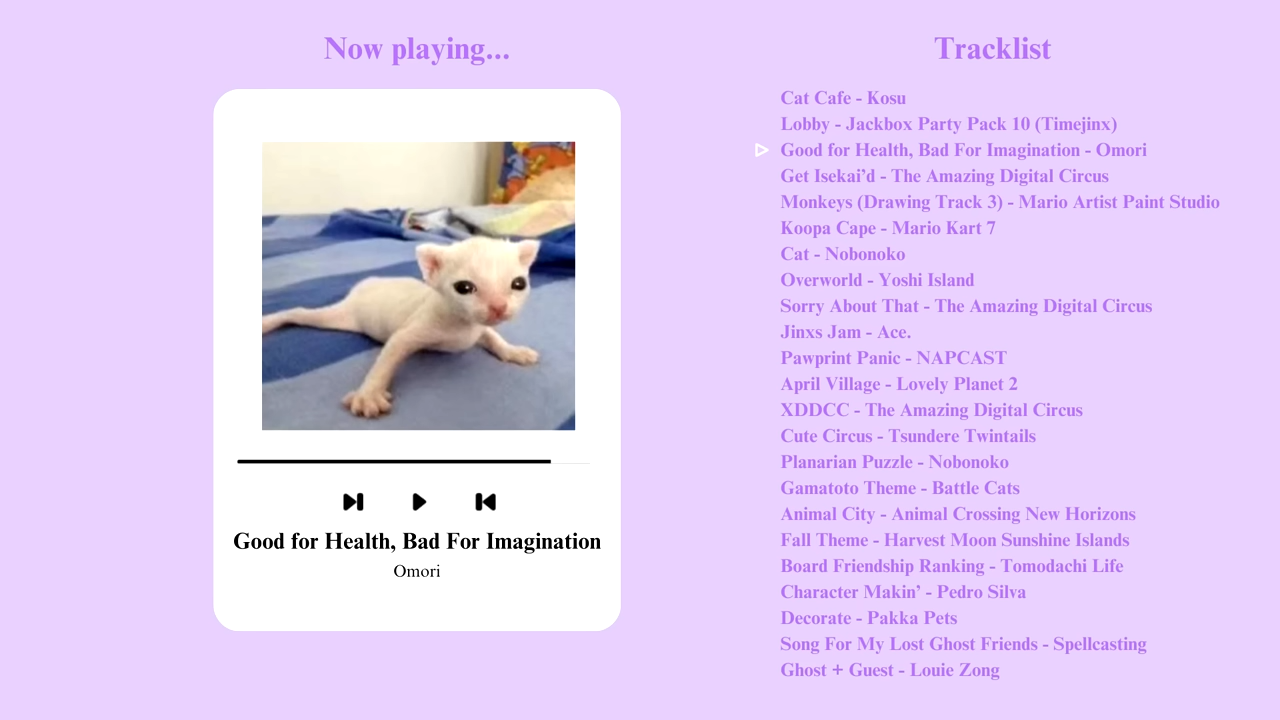 Now playing...
Good for Health, Bad For Imagination
Omori
Tracklist
Cat Cafe - Kosu
Lobby - Jackbox Party Pack 10 (Timejinx)
Good for Health, Bad For Imagination - Omori
Get Isekai’d - The Amazing Digital Circus
Monkeys (Drawing Track 3) - Mario Artist Paint Studio
Koopa Cape - Mario Kart 7
Cat - Nobonoko
Overworld - Yoshi Island
Sorry About That - The Amazing Digital Circus
Jinxs Jam - Ace.
Pawprint Panic - NAPCAST
April Village - Lovely Planet 2
XDDCC - The Amazing Digital Circus
Cute Circus - Tsundere Twintails
Planarian Puzzle - Nobonoko
Gamatoto Theme - Battle Cats
Animal City - Animal Crossing New Horizons
Fall Theme - Harvest Moon Sunshine Islands
Board Friendship Ranking - Tomodachi Life
Character Makin’ - Pedro Silva
Decorate - Pakka Pets
Song For My Lost Ghost Friends - Spellcasting
Ghost + Guest - Louie Zong